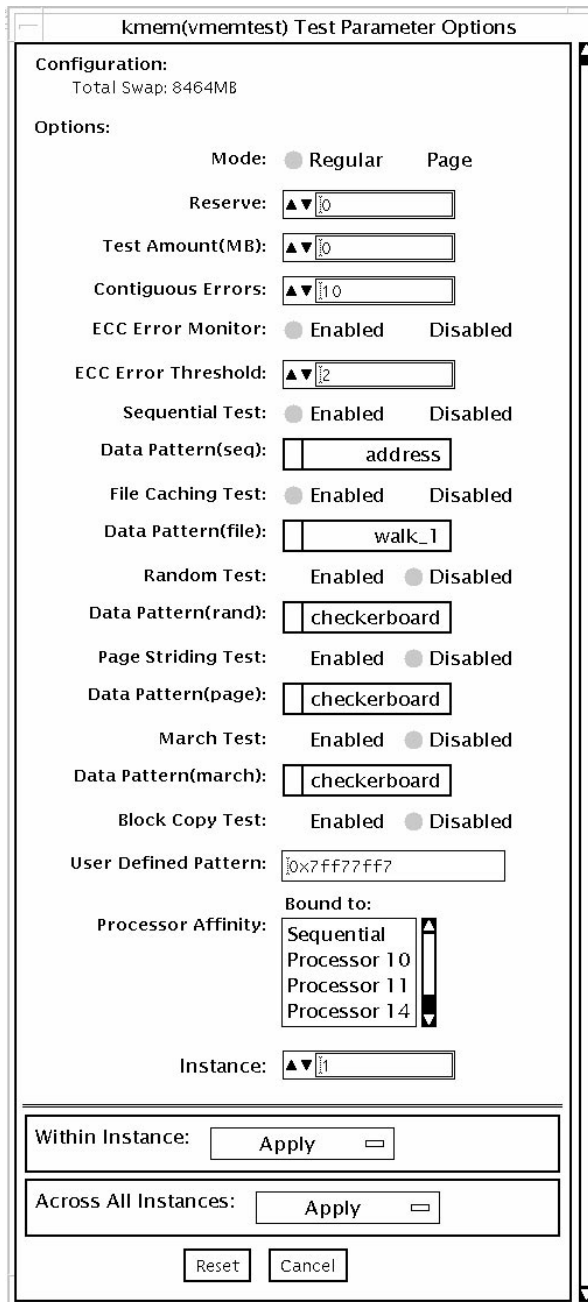 kmem(vmemtest) Test Parameter Options
Configuration:
Total Swap: 8464MB
Options:
Mode: Regular Page
Reserve: 0
Test Amount(MB): 0
Contiguous Errors: 10
ECC Error Monitor: Enabled Disabled
ECC Error Threshold: 2
Sequential Test: Enabled Disabled
Data Pattern(seq): address
File Caching Test: Enabled Disabled
Data Pattern(file): walk_1
Random Test: Enabled Disabled
Data Pattern(rand): checkerboard
Page Striding Test: Enabled Disabled
Data Pattern(page): checkerboard
March Test: Enabled Disabled
Data Pattern(march): checkerboard
Block Copy Test: Enabled Disabled
User Defined Pattern: 0x7ff77ff7
Bound to:
Processor Affinity: Sequential
Processor 10
Processor 11
Processor 14
Instance: 1
Within Instance: Apply
Across All Instances: Apply
Reset Cancel